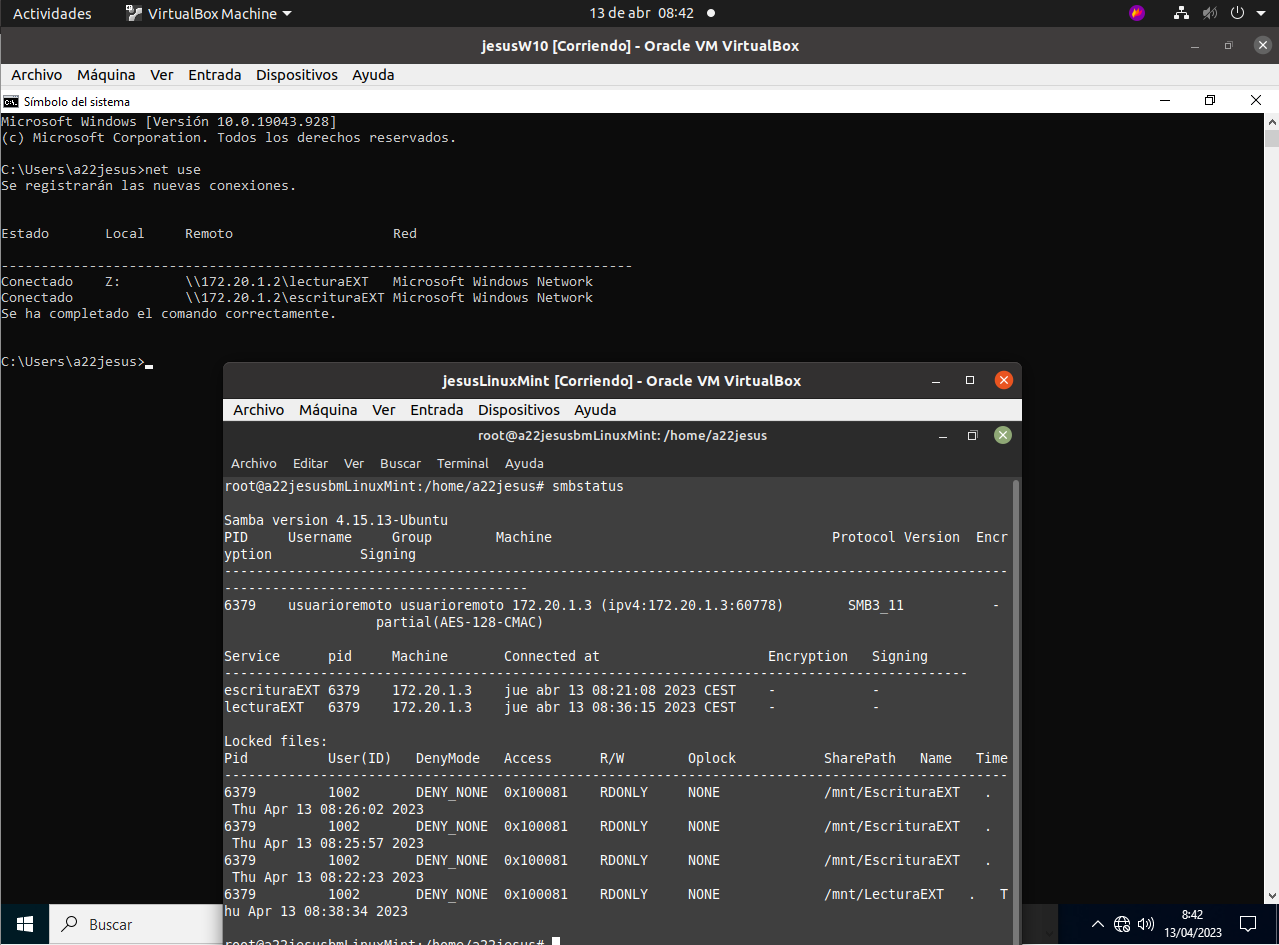 Actividades VirtualBox Machine 13 de abr 08:42
jesusW10 [Corriendo] - Oracle VM VirtualBox
Archivo Máquina Ver Entrada Dispositivos Ayuda
Símbolo del sistema
Microsoft Windows [Versión 10.0.19043.928]
(c) Microsoft Corporation. Todos los derechos reservados.
C:\Users\a22jesus>net use
Se registrarán las nuevas conexiones.
Estado Local Remoto Red
-------------------------------------------------------------------------------
Conectado Z: \\172.20.1.2\lecturaEXT Microsoft Windows Network
Conectado \\172.20.1.2\escrituraEXT Microsoft Windows Network
Se ha completado el comando correctamente.
C:\Users\a22jesus>
jesusLinuxMint [Corriendo] - Oracle VM VirtualBox
Archivo Máquina Ver Entrada Dispositivos Ayuda
root@a22jesusbmLinuxMint: /home/a22jesus
Archivo Editar Ver Buscar Terminal Ayuda
root@a22jesusbmLinuxMint:/home/a22jesus# smbstatus
Samba version 4.15.13-Ubuntu
PID Username Group Machine Protocol Version Encr
yption Signing
--------------------------------------------------------------------------------------------------
--------------------------------------
6379 usuarioremoto usuarioremoto 172.20.1.3 (ipv4:172.20.1.3:60778) SMB3_11 -
partial(AES-128-CMAC)
Service pid Machine Connected at Encryption Signing
---------------------------------------------------------------------------------------------
escrituraEXT 6379 172.20.1.3 jue abr 13 08:21:08 2023 CEST - -
lecturaEXT 6379 172.20.1.3 jue abr 13 08:36:15 2023 CEST - -
Locked files:
Pid User(ID) DenyMode Access R/W Oplock SharePath Name Time
--------------------------------------------------------------------------------------------------
6379 1002 DENY_NONE 0x100081 RDONLY NONE /mnt/EscrituraEXT .
Thu Apr 13 08:26:02 2023
6379 1002 DENY_NONE 0x100081 RDONLY NONE /mnt/EscrituraEXT .
Thu Apr 13 08:25:57 2023
6379 1002 DENY_NONE 0x100081 RDONLY NONE /mnt/EscrituraEXT .
Thu Apr 13 08:22:23 2023
6379 1002 DENY_NONE 0x100081 RDONLY NONE /mnt/LecturaEXT . T
hu Apr 13 08:38:34 2023
root@a22jesusbmLinuxMint:/home/a22jesus#
Buscar
8:42
13/04/2023